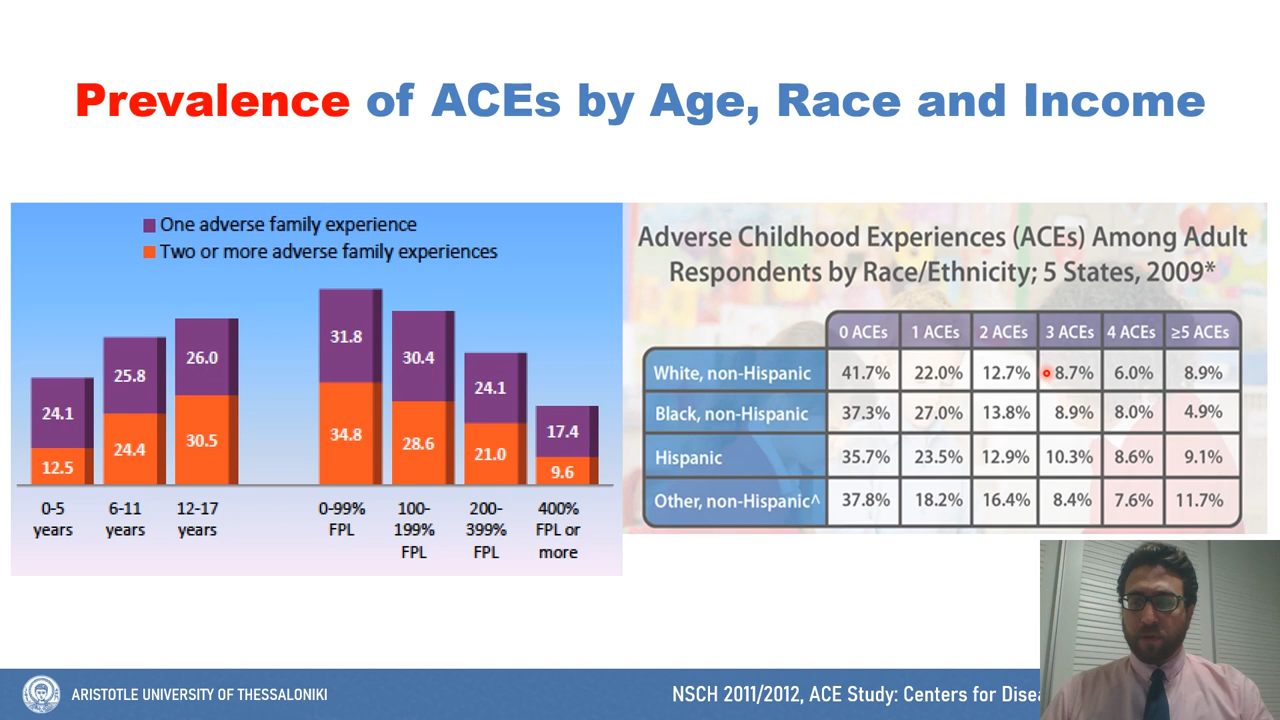 Prevalence of ACEs by Age, Race and Income
One adverse family experience
Two or more adverse family experiences
24.1
12.5
25.8
24.4
26.0
30.5
31.8
34.8
30.4
28.6
24.1
21.0
17.4
9.6
0-5 years
6-11 years
12-17 years
0-99% FPL
100-199% FPL
200-399% FPL
400% FPL or more
Adverse Childhood Experiences (ACEs) Among Adult
Respondents by Race/Ethnicity; 5 States, 2009*
0 ACEs 1 ACEs 2 ACEs 3 ACEs 4 ACEs ≥5 ACEs
White, non-Hispanic 41.7% 22.0% 12.7% 8.7% 6.0% 8.9%
Black, non-Hispanic 37.3% 27.0% 13.8% 8.9% 8.0% 4.9%
Hispanic 35.7% 23.5% 12.9% 10.3% 8.6% 9.1%
Other, non-Hispanic^ 37.8% 18.2% 16.4% 8.4% 7.6% 11.7%
ARISTOTLE UNIVERSITY OF THESSALONIKI
NSCH 2011/2012, ACE Study: Centers for